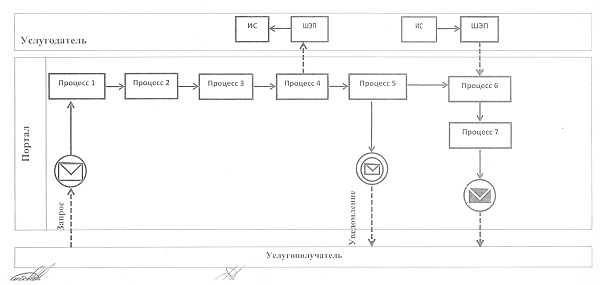 ИС ШЭП ИС ШЭП
Услугодатель
Процесс 1 Процесс 2 Процесс 3 Процесс 4 Процесс 5 Процесс 6
Процесс 7
Портал
Запрос
Уведомление
Услугополучатель